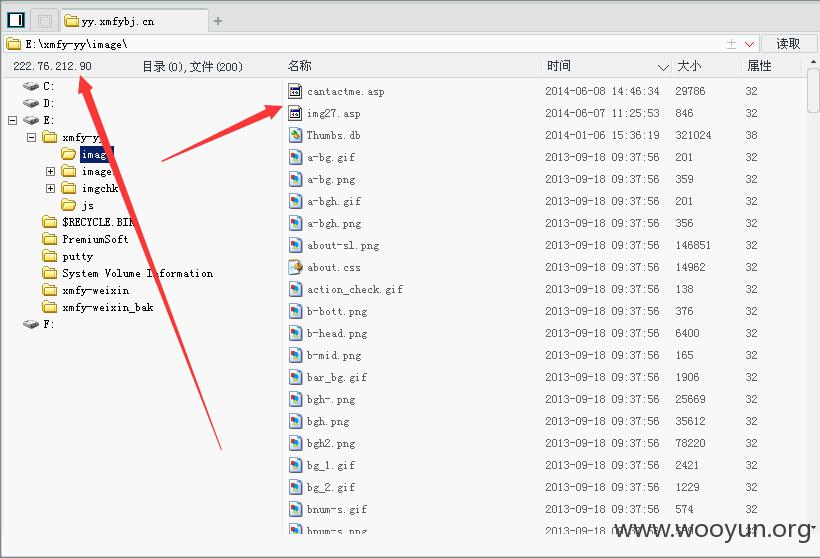 yy.xmfybj.cn
E:\xmfy-yy\image\ 读取
222.76.212.90 目录(0),文件(200) 名称 时间 大小 属性
C:
D:
E:
xmfy-yy
image
imgchk
js
$RECYCLE.BIN
PremiumSoft
putty
System Volume Information
xmfy-weixin
xmfy-weixin_bak
F:
cantactme.asp 2014-06-08 14:46:34 29786 32
img27.asp 2014-06-07 11:25:53 846 32
Thumbs.db 2014-01-06 15:36:19 321024 38
a-bg.gif 2013-09-18 09:37:56 201 32
a-bg.png 2013-09-18 09:37:56 359 32
a-bgh.gif 2013-09-18 09:37:56 201 32
a-bgh.png 2013-09-18 09:37:56 356 32
about-sl.png 2013-09-18 09:37:56 146851 32
about.css 2013-09-18 09:37:56 14962 32
action_check.gif 2013-09-18 09:37:56 138 32
b-bott.png 2013-09-18 09:37:56 376 32
b-head.png 2013-09-18 09:37:56 6400 32
b-mid.png 2013-09-18 09:37:56 165 32
bar_bg.gif 2013-09-18 09:37:56 1906 32
bgh-.png 2013-09-18 09:37:56 25669 32
bgh.png 2013-09-18 09:37:56 35612 32
bgh2.png 2013-09-18 09:37:56 78220 32
bg_1.gif 2013-09-18 09:37:56 2421 32
bg_2.gif 2013-09-18 09:37:56 1229 32
bnum-s.gif 2013-09-18 09:37:56 574 32
bnum-s.png 2013-09-18 09:37:56
www.wooyun.org